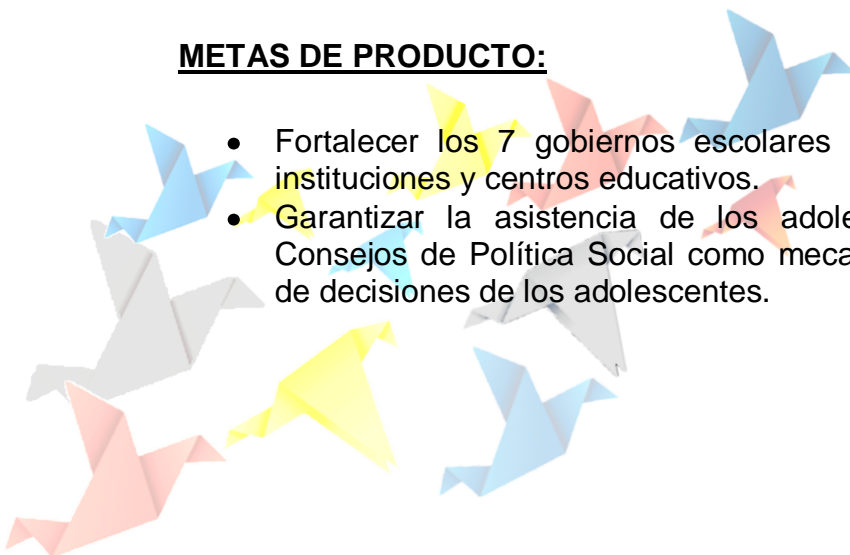 METAS DE PRODUCTO:
• Fortalecer los 7 gobiernos escolares
instituciones y centros educativos.
• Garantizar la asistencia de los adole
Consejos de Política Social como meca
de decisiones de los adolescentes.